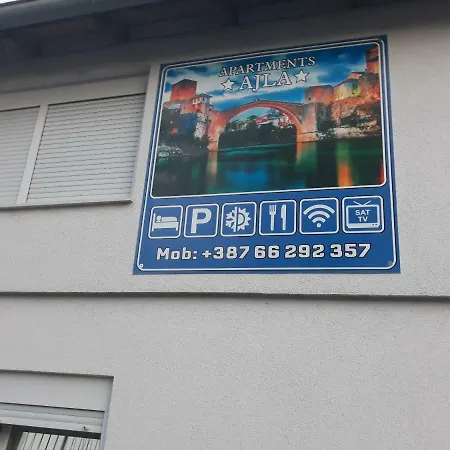 APARTMENTS
AJLA
P
SAT
TV
Mob: +387 66 292 357